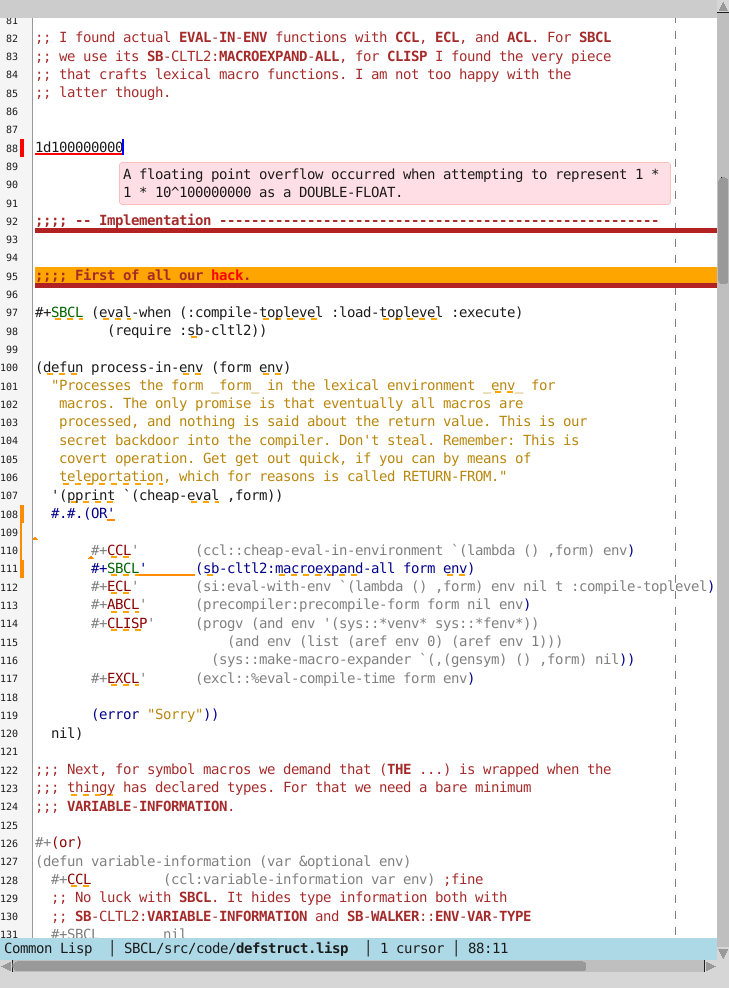 81
82 ;; I found actual EVAL-IN-ENV functions with CCL, ECL, and ACL. For SBCL
83 ;; we use its SB-CLTL2:MACROEXPAND-ALL, for CLISP I found the very piece
84 ;; that crafts lexical macro functions. I am not too happy with the
85 ;; latter though.
86
87
88 1d100000000
89 A floating point overflow occurred when attempting to represent 1 *
90 1 * 10^100000000 as a DOUBLE-FLOAT.
91
92 ;;;; -- Implementation ------------------------------------------------------
93
94
95 ;;;; First of all our hack.
96
97 #+SBCL (eval-when (:compile-toplevel :load-toplevel :execute)
98          (require :sb-cltl2))
99
100 (defun process-in-env (form env)
101   "Processes the form _form_ in the lexical environment _env_ for
102    macros. The only promise is that eventually all macros are
103    processed, and nothing is said about the return value. This is our
104    secret backdoor into the compiler. Don't steal. Remember: This is
105    covert operation. Get get out quick, if you can by means of
106    teleportation, which for reasons is called RETURN-FROM."
107   '(pprint `(cheap-eval ,form))
108   #.#.(OR'
109
110        #+CCL'       (ccl::cheap-eval-in-environment `(lambda () ,form) env)
111        #+SBCL'      (sb-cltl2:macroexpand-all form env)
112        #+ECL'       (si:eval-with-env `(lambda () ,form) env nil t :compile-toplevel)
113        #+ABCL'      (precompiler:precompile-form form nil env)
114        #+CLISP'     (progv (and env '(sys::*venv* sys::*fenv*))
115                         (and env (list (aref env 0) (aref env 1)))
116                       (sys::make-macro-expander `(,(gensym) () ,form) nil))
117        #+EXCL'      (excl::%eval-compile-time form env)
118
119        (error "Sorry"))
120   nil)
121
122 ;;; Next, for symbol macros we demand that (THE ...) is wrapped when the
123 ;;; thingy has declared types. For that we need a bare minimum
124 ;;; VARIABLE-INFORMATION.
125
126 #+(or)
127 (defun variable-information (var &optional env)
128   #+CCL         (ccl:variable-information var env) ;fine
129   ;; No luck with SBCL. It hides type information both with
130   ;; SB-CLTL2:VARIABLE-INFORMATION and SB-WALKER::ENV-VAR-TYPE
131   #+SBCL        nil
Common Lisp │ SBCL/src/code/defstruct.lisp │ 1 cursor │ 88:11